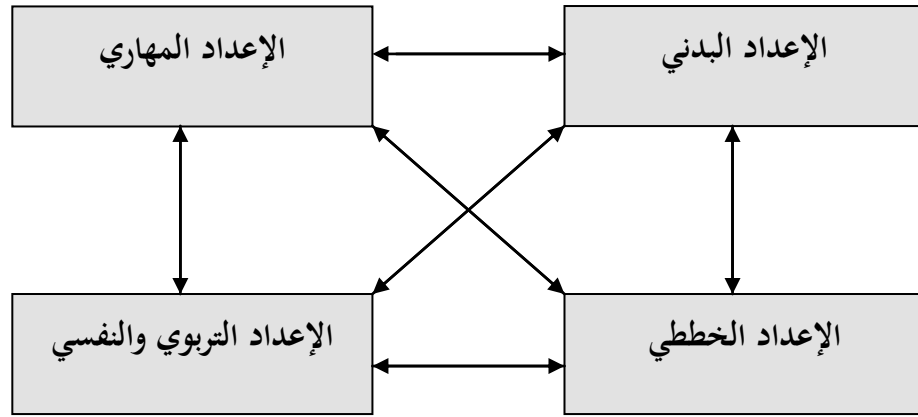 الإعداد البدني
الإعداد المهاري
الإعداد الخططي
الإعداد التربوي والنفسي